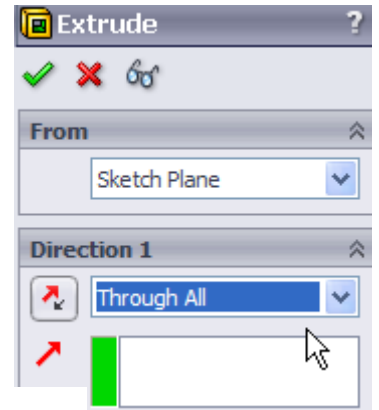 Extrude ?
From
Sketch Plane
Direction 1
Through All